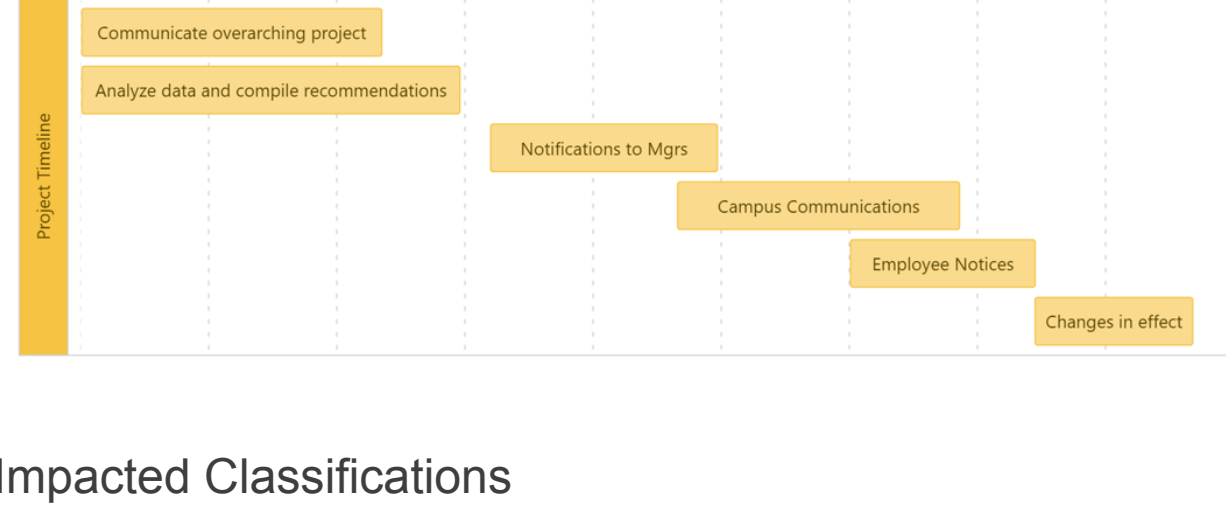 Project Timeline
Communicate overarching project
Analyze data and compile recommendations
Notifications to Mgrs
Campus Communications
Employee Notices
Changes in effect
Impacted Classifications